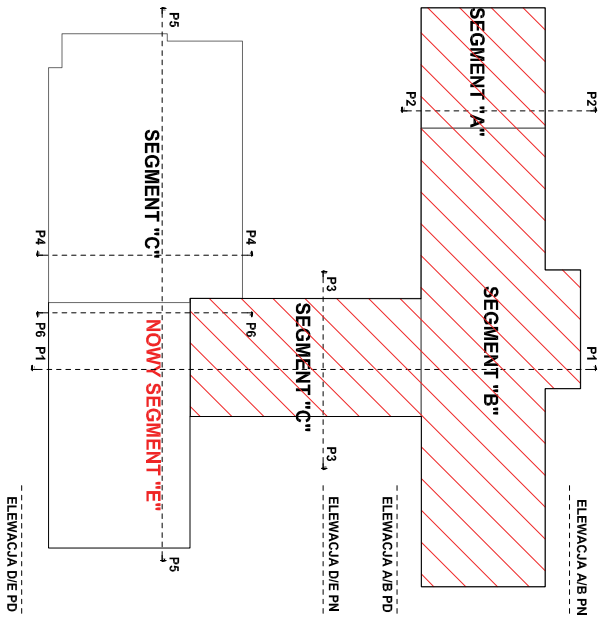 P5
SEGMENT "A"
P2
P2
SEGMENT "C"
P4
P4
P3
SEGMENT "B"
SEGMENT "C"
P6
P6
NOWY SEGMENT "E"
P1
P1
P3
P5
ELEWACJA D/E PD
ELEWACJA D/E PN
ELEWACJA A/B PD
ELEWACJA A/B PN